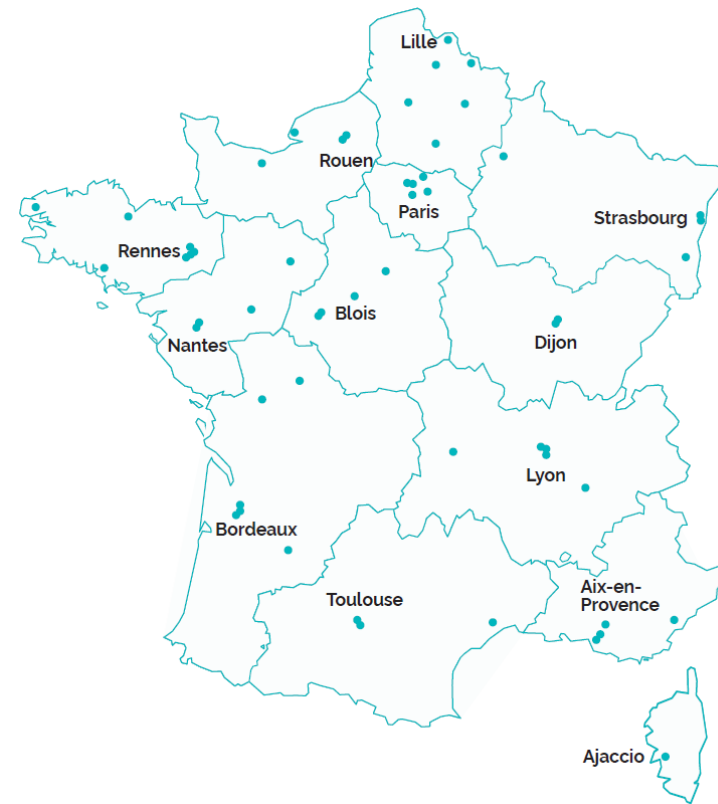 Lille
Rouen
Paris
Strasbourg
Rennes
Blois
Nantes
Dijon
Lyon
Bordeaux
Aix-en-
Provence
Toulouse
Ajaccio